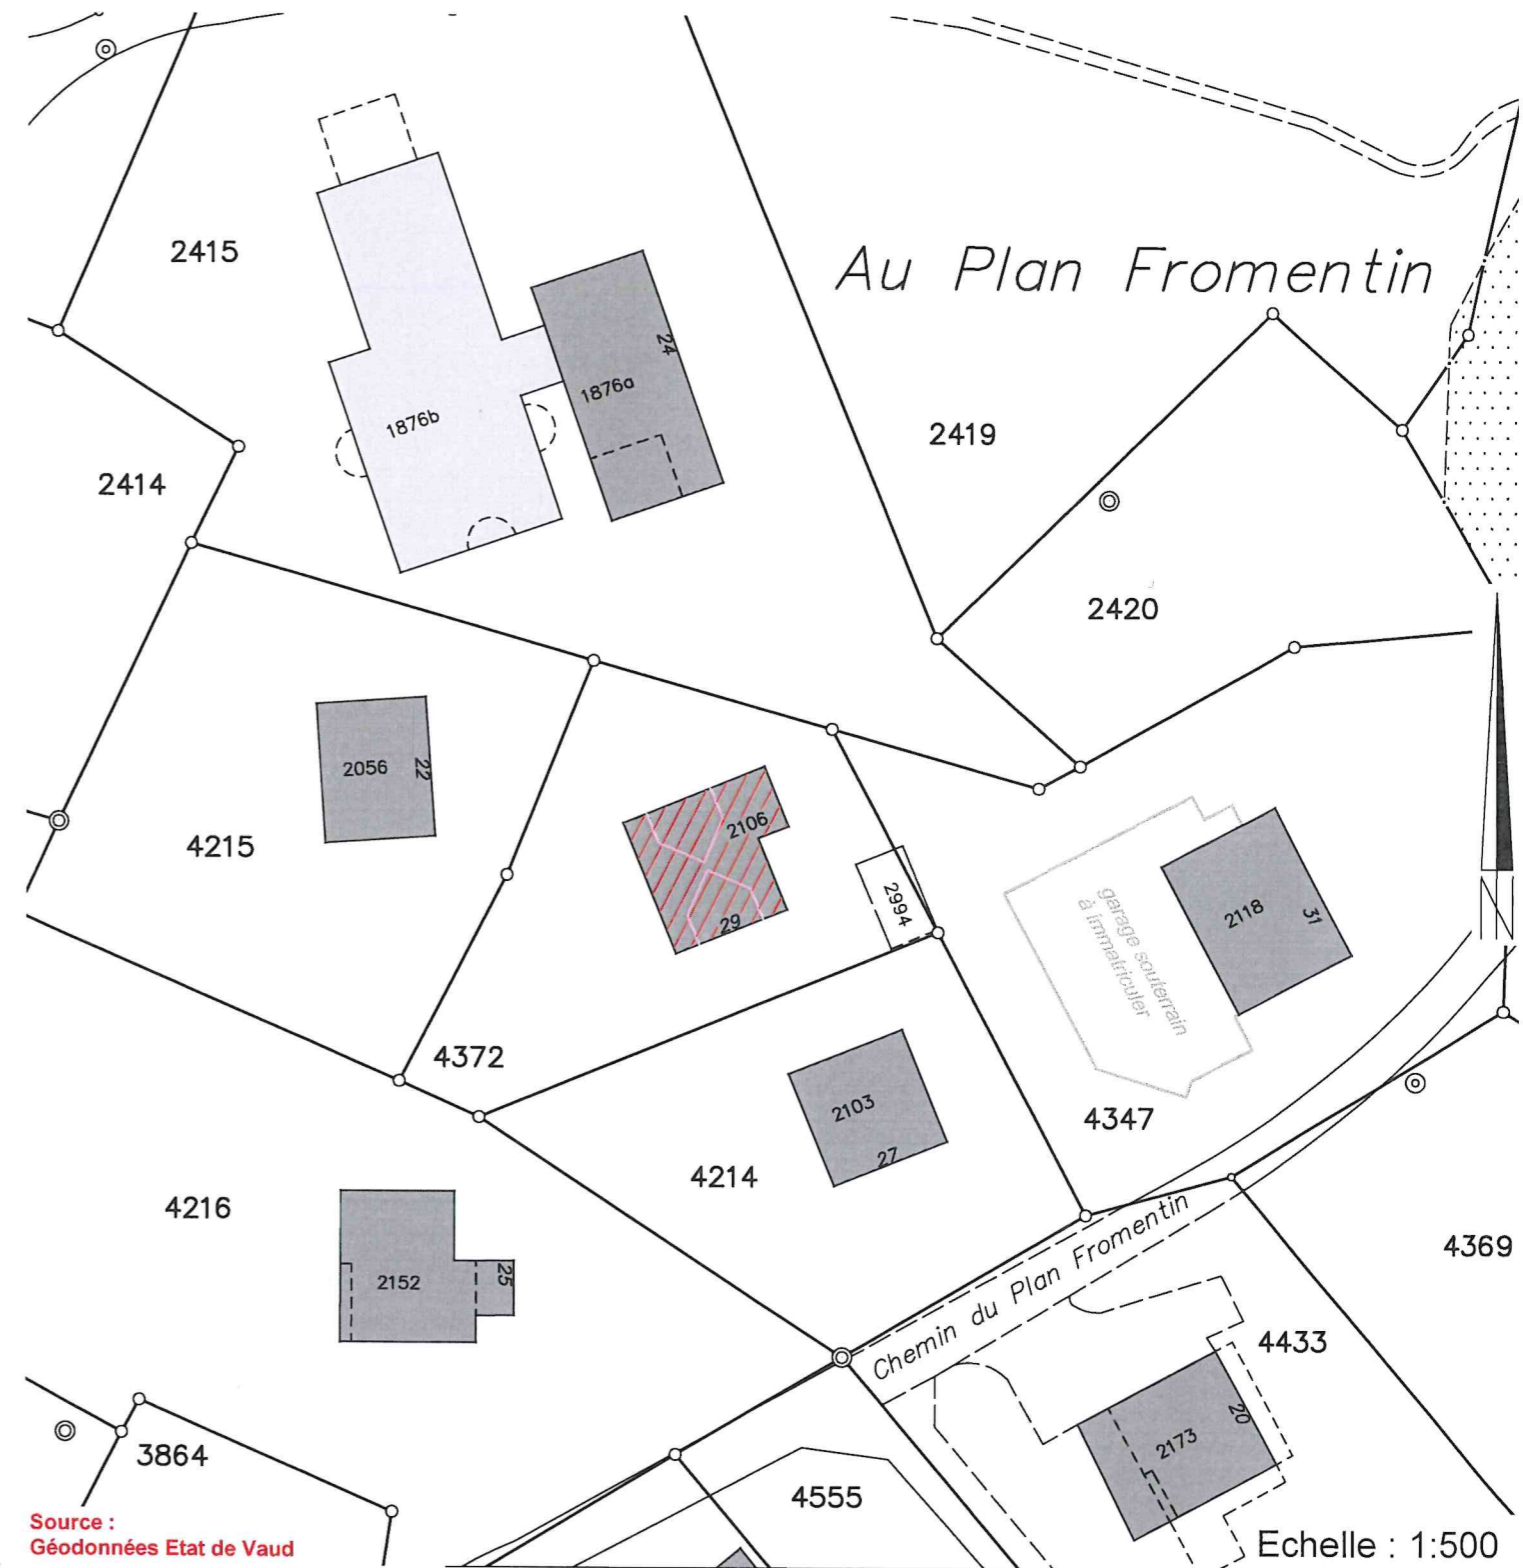 2415
Au Plan Fromentin
24
1876a
1876b
2419
2414
2420
2056
22
2106
4215
29
2994
garage souterrain
à immatriculer
2118
31
N
4372
2103
27
4347
4214
4216
Chemin du Plan Fromentin
4369
2152
25
4433
20
2173
3864
4555
Source :
Géodonnées Etat de Vaud
Echelle : 1:500